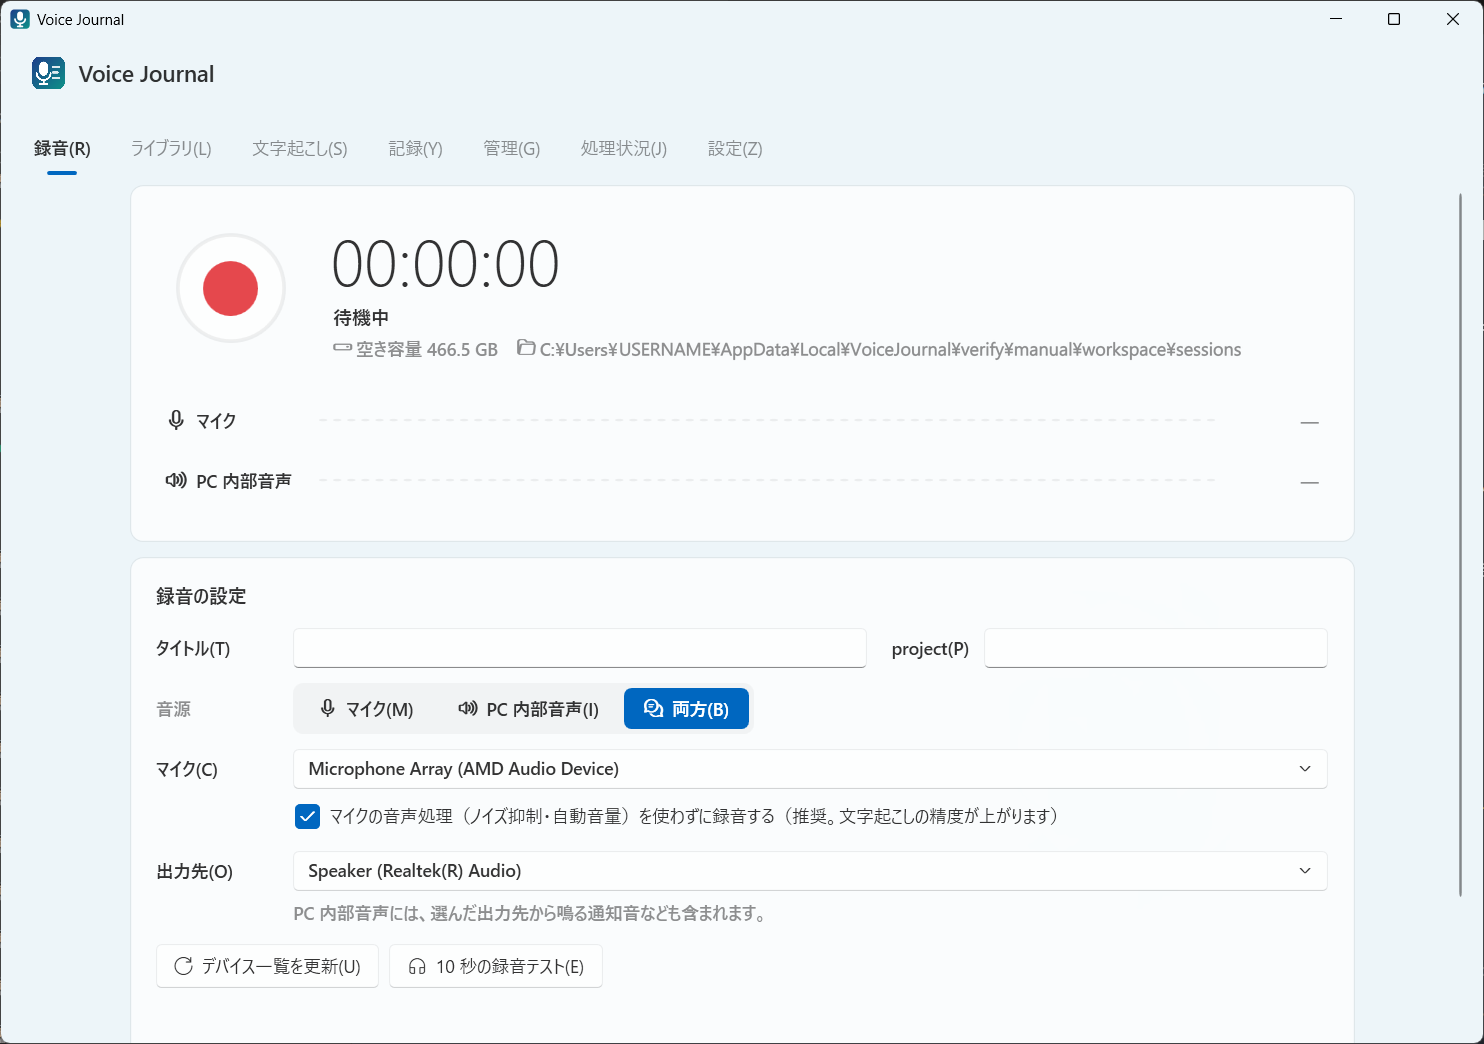 Voice Journal
Voice Journal
録音(R) ライブラリ(L) 文字起こし(S) 記録(Y) 管理(G) 処理状況(J) 設定(Z)
00:00:00
待機中
空き容量 466.5 GB C:¥Users¥USERNAME¥AppData¥Local¥VoiceJournal¥verify¥manual¥workspace¥sessions
マイク —
PC 内部音声 —
録音の設定
タイトル(T) project(P)
音源 マイク(M) PC 内部音声(I) 両方(B)
マイク(C) Microphone Array (AMD Audio Device)
マイクの音声処理（ノイズ抑制・自動音量）を使わずに録音する（推奨。文字起こしの精度が上がります）
出力先(O) Speaker (Realtek(R) Audio)
PC 内部音声には、選んだ出力先から鳴る通知音なども含まれます。
デバイス一覧を更新(U) 10 秒の録音テスト(E)